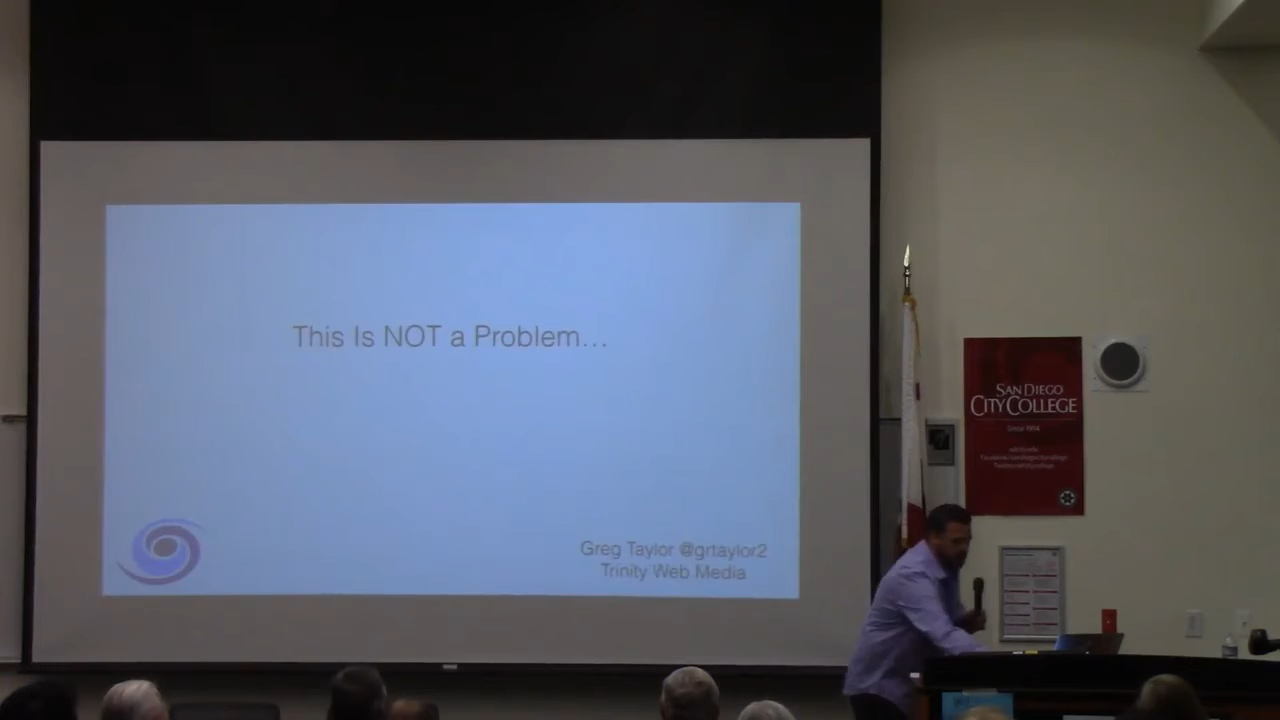 This Is NOT a Problem...
Greg Taylor @grtaylor2
Trinity Web Media
SAN DIEGO
CITY COLLEGE
Since 1914